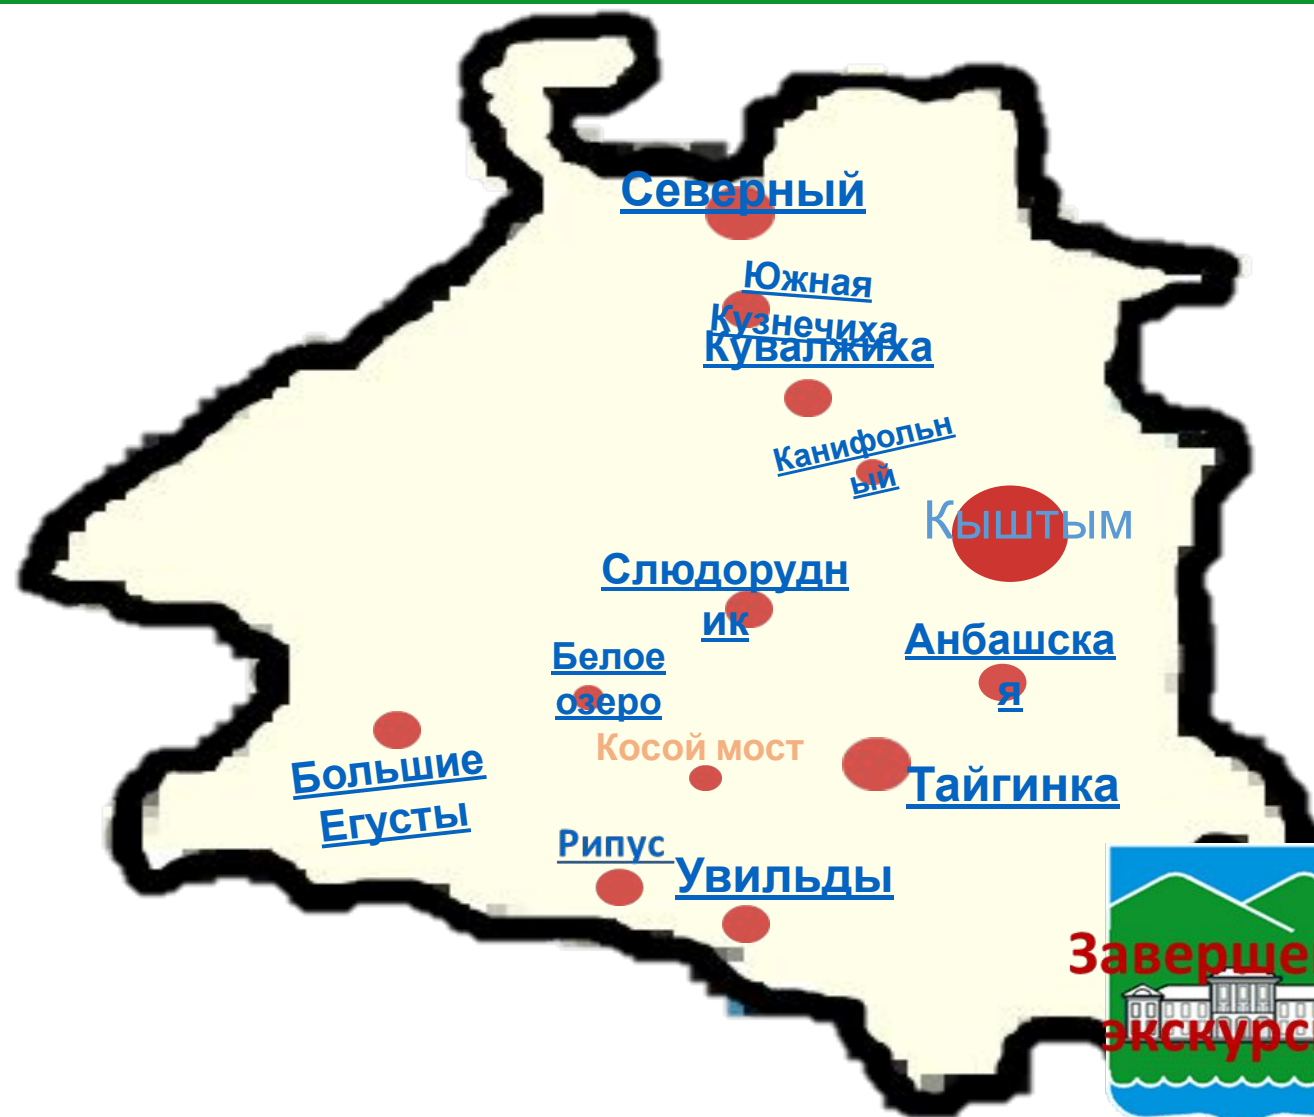 Северный
Южная
Кузнечиха
Кувалжиха
Канифольн
ый
Кыштым
Слюдорудн
ик
Анбашска
я
Белое
озеро
Косой мост
Тайгинка
Большие
Егусты
Рипус
Увильды
Заверше
экскурс